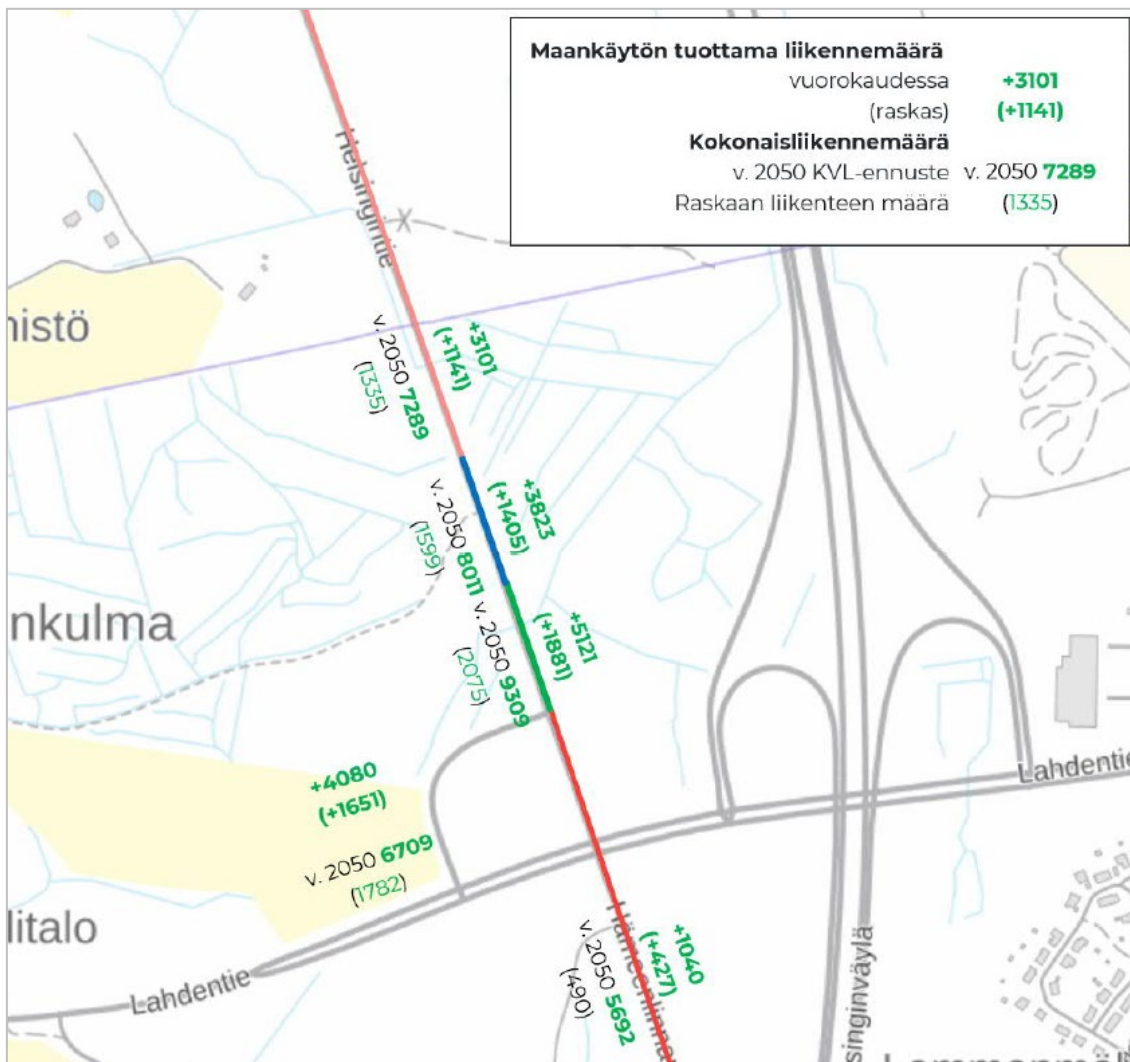 Maankäytön tuottama liikennemäärä
vuorokaudessa +3101
(raskas) (+1141)
Kokonaisliikennemäärä
v. 2050 KVL-ennuste v. 2050 7289
Raskaan liikenteen määrä (1335)
Helsingintie
nistö
+3101
(+1141)
v. 2050 7289
(1335)
+3823
(+1405)
v. 2050 8011
(1599)
nkulma
+5121
(+1881)
v. 2050 9309
(2075)
+4080
(+1651)
v. 2050 6709
(1782)
Lahdentie
litalo
Lahdentie
Hämeenlinnan
+1040
(+427)
v. 2050 5692
(490)
singinväylä